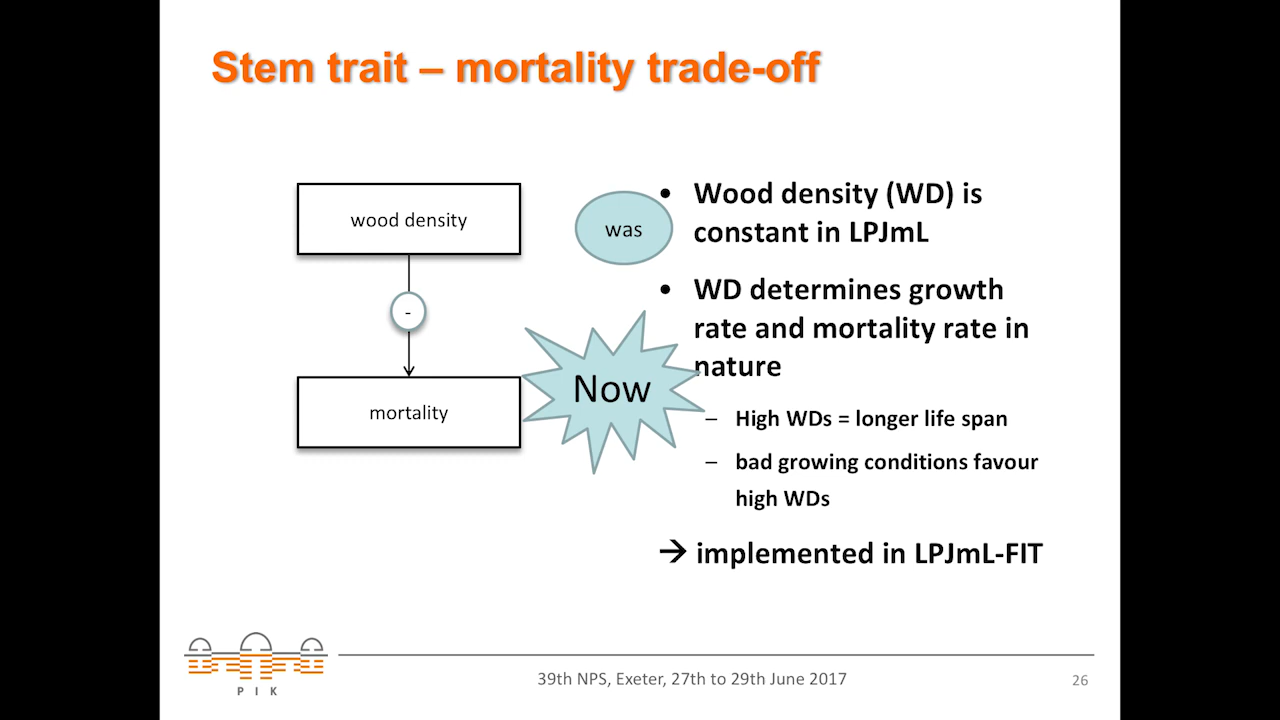 Stem trait – mortality trade-off
wood density
-
mortality
was
Now
• Wood density (WD) is
constant in LPJmL
• WD determines growth
rate and mortality rate in
nature
– High WDs = longer life span
– bad growing conditions favour
high WDs
→ implemented in LPJmL-FIT
P I K
39th NPS, Exeter, 27th to 29th June 2017
26